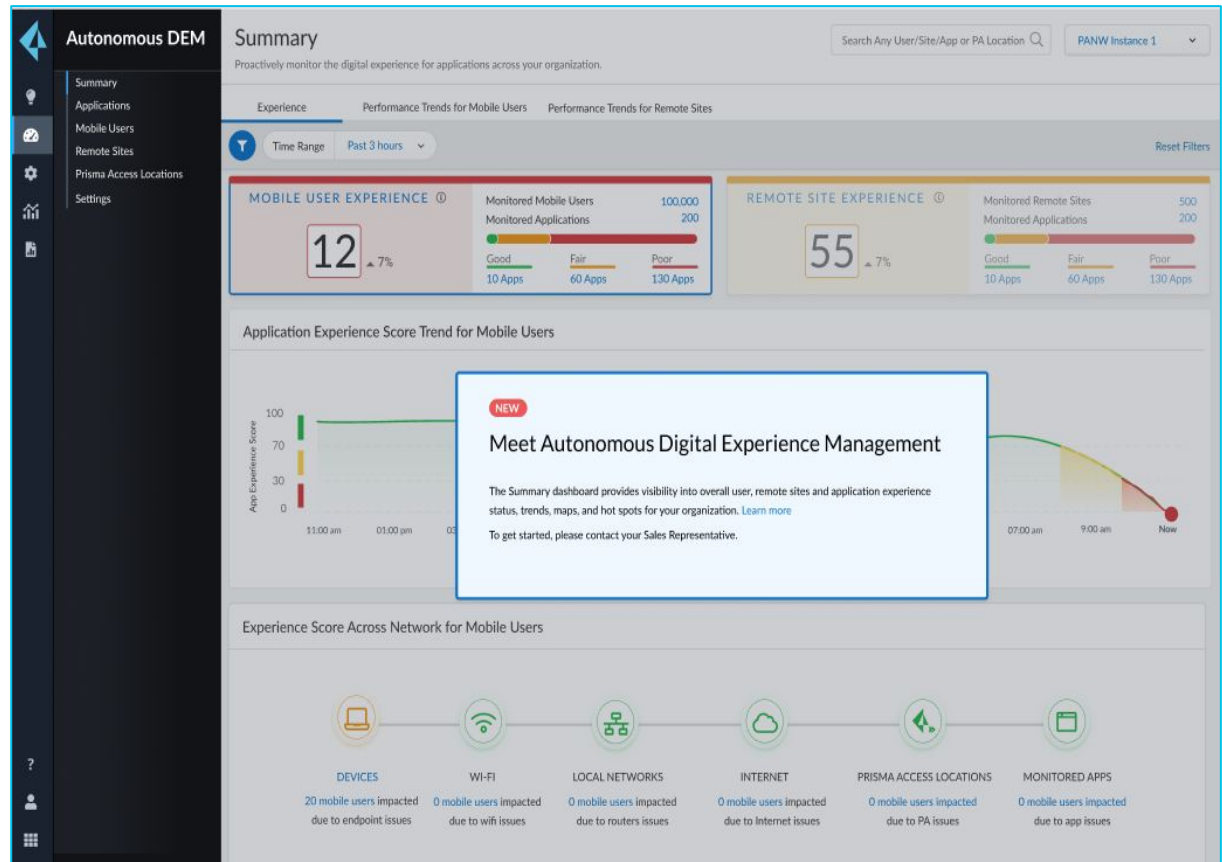 Autonomous DEM
Summary
Applications
Mobile Users
Remote Sites
Prisma Access Locations
Settings
?
Summary
Proactively monitor the digital experience for applications across your organization.
Search Any User/Site/App or PA Location
PANW Instance 1
Experience
Performance Trends for Mobile Users
Performance Trends for Remote Sites
Time Range
Past 3 hours
Reset Filters
MOBILE USER EXPERIENCE
12
7%
Monitored Mobile Users 100,000
Monitored Applications 200
Good Fair Poor
10 Apps 60 Apps 130 Apps
REMOTE SITE EXPERIENCE
55
7%
Monitored Remote Sites 500
Monitored Applications 200
Good Fair Poor
10 Apps 60 Apps 130 Apps
Application Experience Score Trend for Mobile Users
App Experience Score
100
70
30
0
11:00 am 01:00 pm 03 07:00 am 9:00 am Now
NEW
Meet Autonomous Digital Experience Management
The Summary dashboard provides visibility into overall user, remote sites and application experience
status, trends, maps, and hot spots for your organization. Learn more
To get started, please contact your Sales Representative.
Experience Score Across Network for Mobile Users
DEVICES
20 mobile users impacted
due to endpoint issues
WI-FI
0 mobile users impacted
due to wifi issues
LOCAL NETWORKS
0 mobile users impacted
due to routers issues
INTERNET
0 mobile users impacted
due to Internet issues
PRISMA ACCESS LOCATIONS
0 mobile users impacted
due to PA issues
MONITORED APPS
0 mobile users impacted
due to app issues